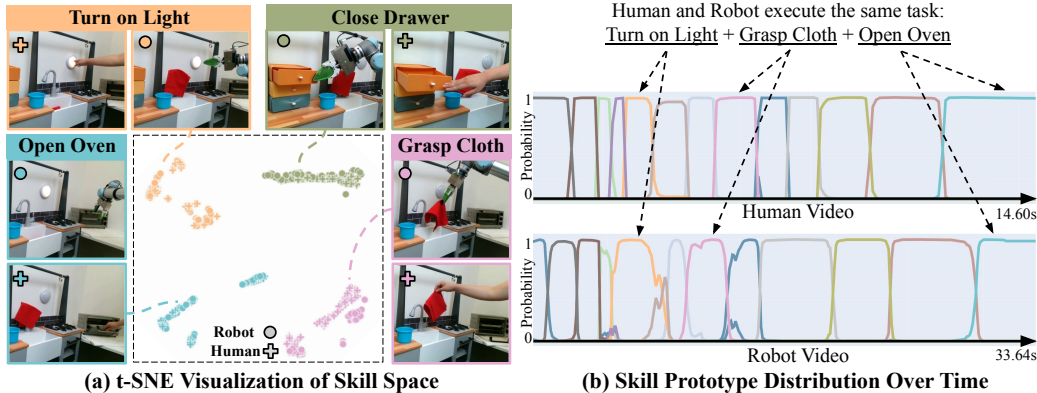 Turn on Light
Close Drawer
Open Oven
Grasp Cloth
Robot
Human
(a) t-SNE Visualization of Skill Space
Human and Robot execute the same task:
Turn on Light + Grasp Cloth + Open Oven
1
Probability
0
Human Video
14.60s
1
Probability
0
Robot Video
33.64s
(b) Skill Prototype Distribution Over Time